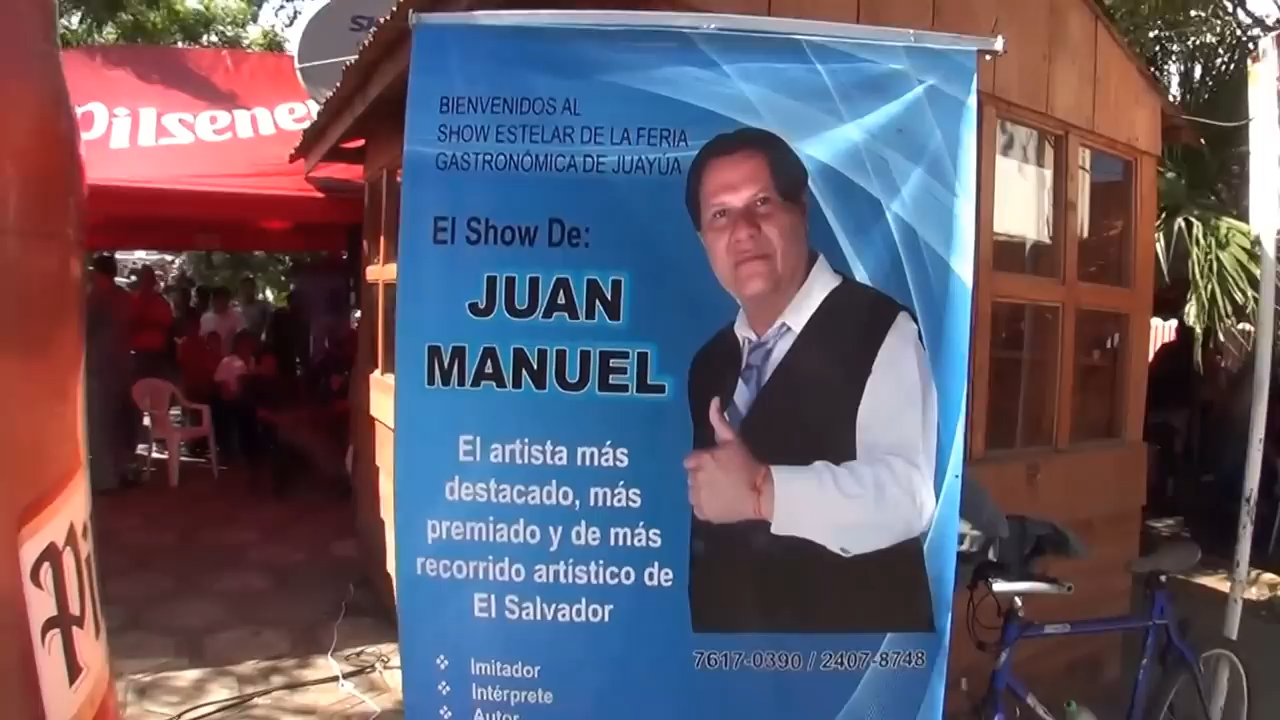 Pilsener
BIENVENIDOS AL
SHOW ESTELAR DE LA FERIA
GASTRONÓMICA DE JUAYÚA
El Show De:
JUAN
MANUEL
El artista más
destacado, más
premiado y de más
recorrido artístico de
El Salvador
7617-0390 / 2407-8748
❖ Imitador
❖ Intérprete
❖ Autor